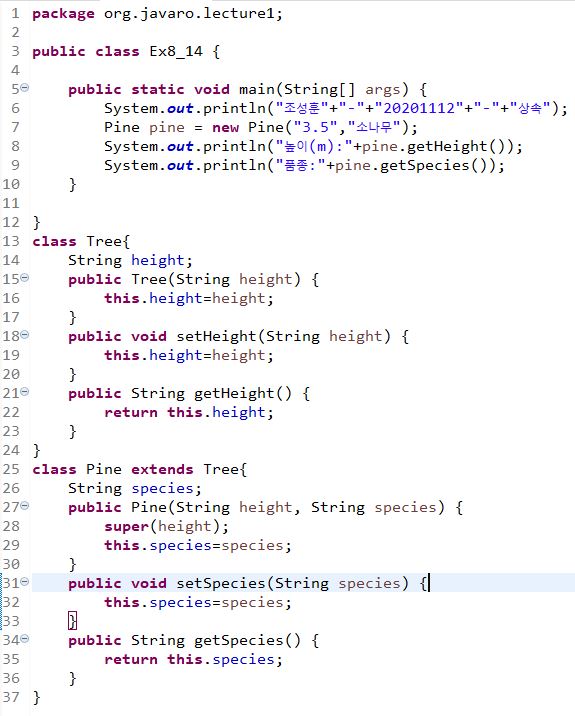 1 package org.javaro.lecture1;
2
3 public class Ex8_14 {
4
5 public static void main(String[] args) {
6 System.out.println("조성훈"+"-"+"20201112"+"-"+"상속");
7 Pine pine = new Pine("3.5","소나무");
8 System.out.println("높이(m):"+pine.getHeight());
9 System.out.println("품종:"+pine.getSpecies());
10 }
11
12 }
13 class Tree{
14 String height;
15 public Tree(String height) {
16 this.height=height;
17 }
18 public void setHeight(String height) {
19 this.height=height;
20 }
21 public String getHeight() {
22 return this.height;
23 }
24 }
25 class Pine extends Tree{
26 String species;
27 public Pine(String height, String species) {
28 super(height);
29 this.species=species;
30 }
31 public void setSpecies(String species) {
32 this.species=species;
33 }
34 public String getSpecies() {
35 return this.species;
36 }
37 }